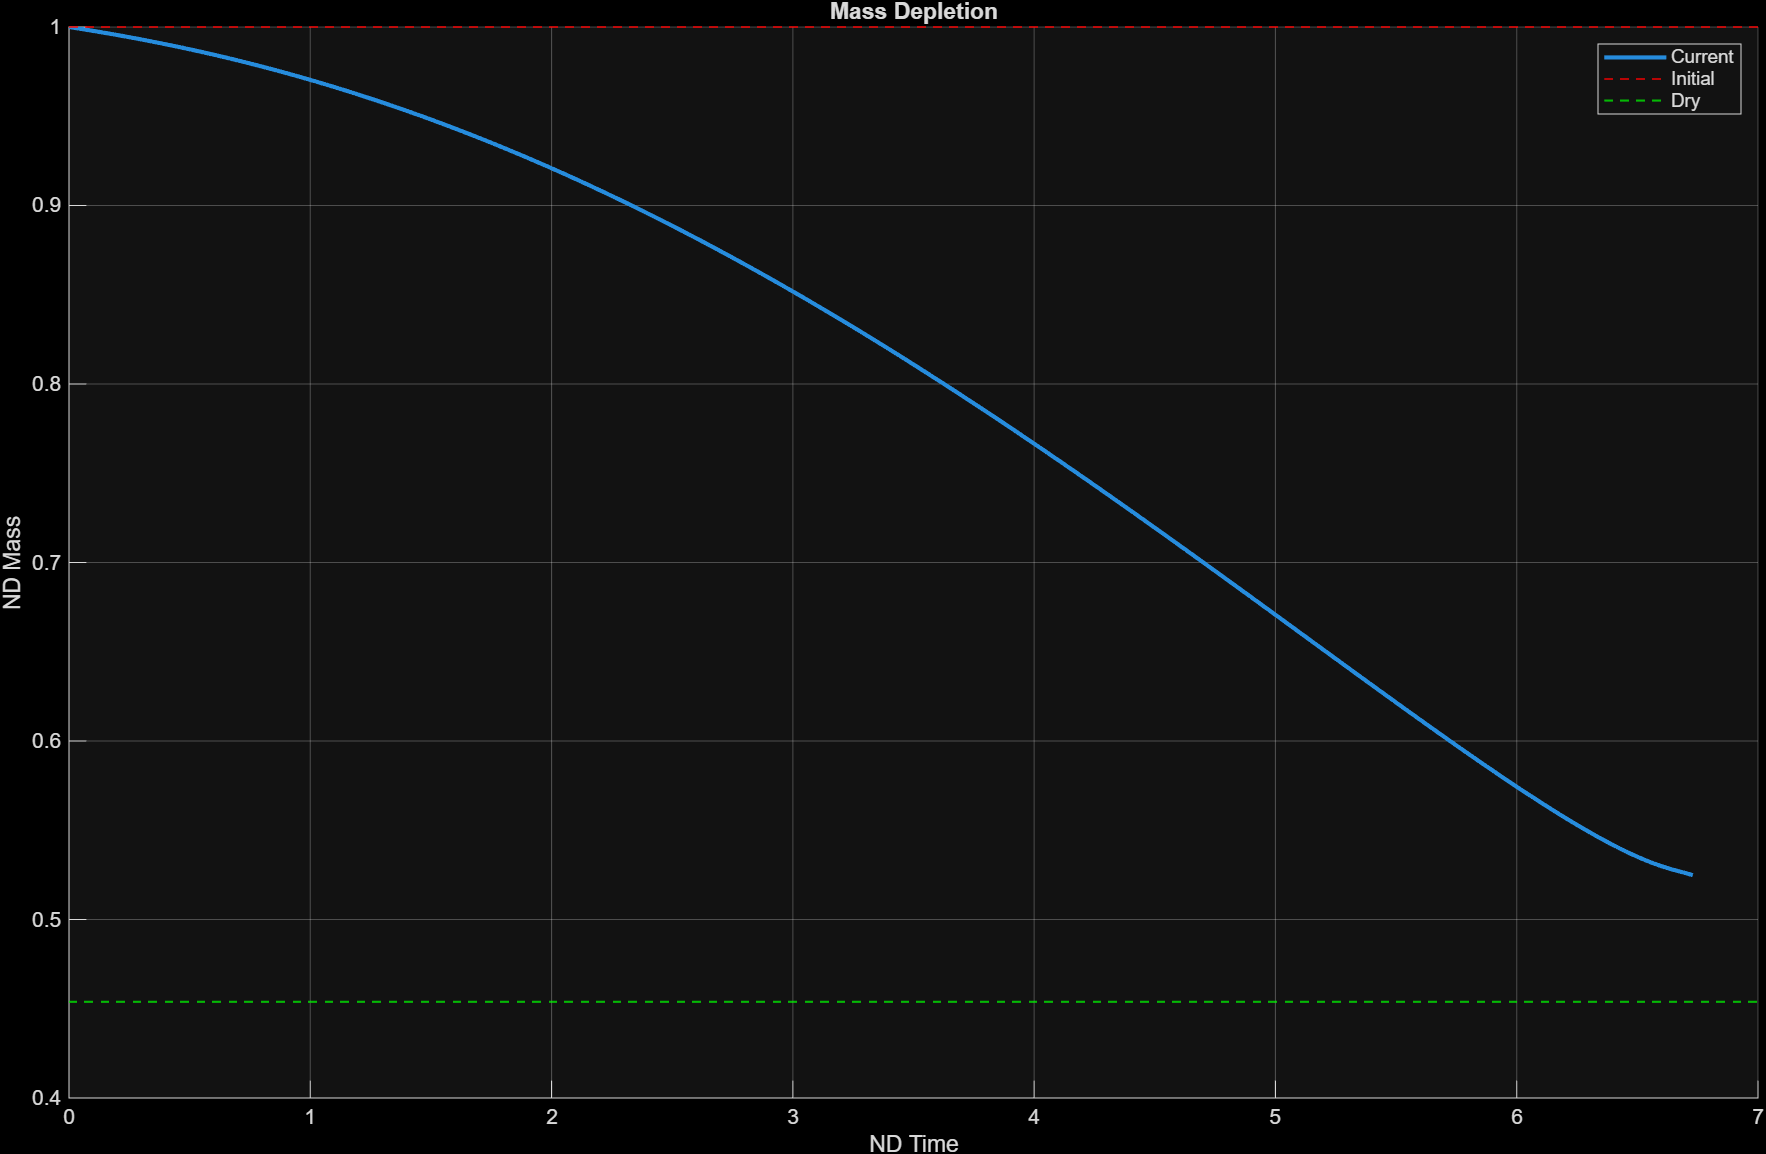 Mass Depletion
Current
Initial
Dry
ND Mass
1
0.9
0.8
0.7
0.6
0.5
0.4
0 1 2 3 4 5 6 7
ND Time